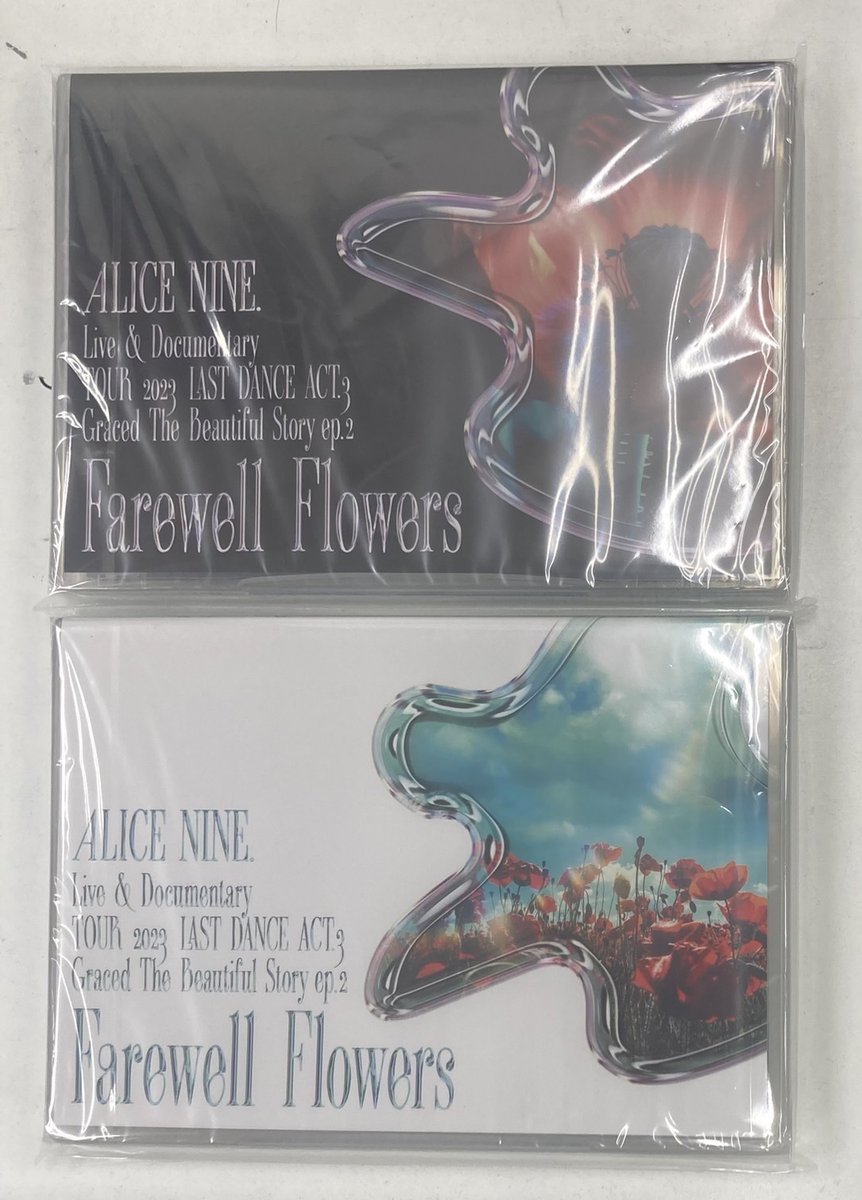 ALICE NINE.
Live & Documentary
TOUR 2023 LAST DANCE ACT.3
Graced The Beautiful Story ep.2
Farewell Flowers
ALICE NINE.
Live & Documentary
TOUR 2023 LAST DANCE ACT.3
Graced The Beautiful Story ep.2
Farewell Flowers